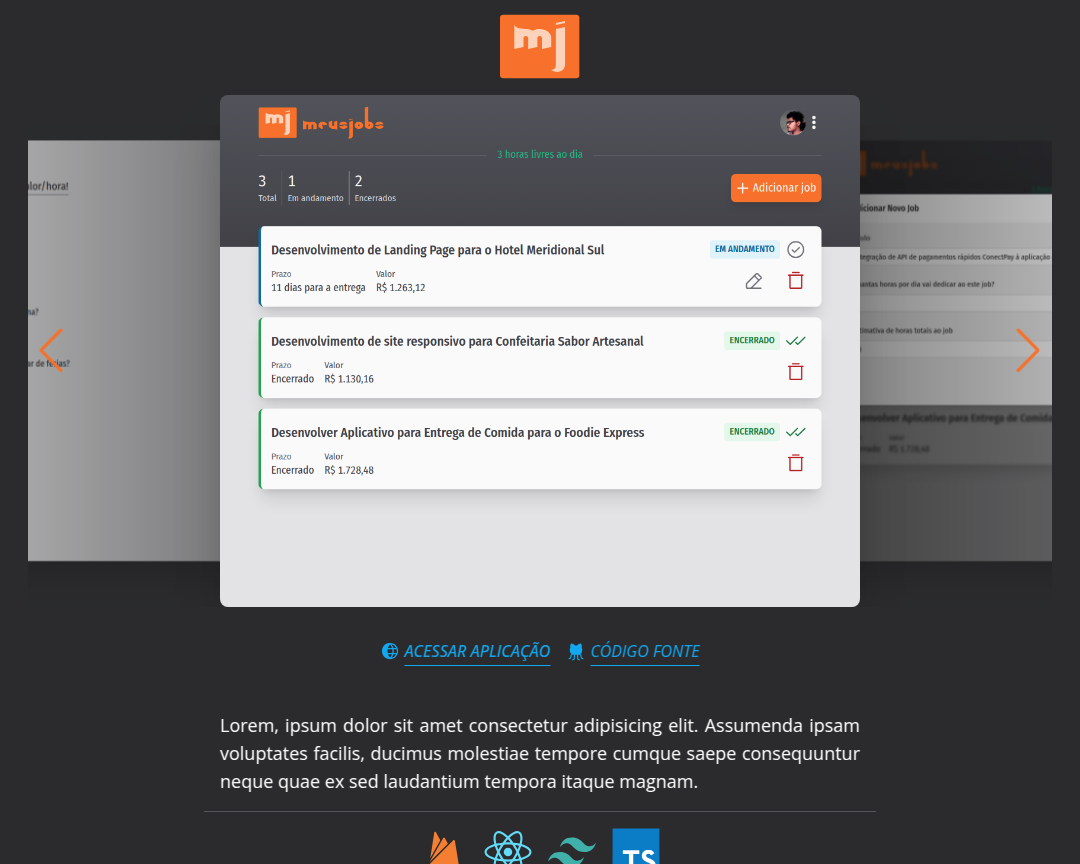 mj
mj meusjobs
3 horas livres ao dia
3 1 2
Total Em andamento Encerrados
Adicionar job
Desenvolvimento de Landing Page para o Hotel Meridional Sul
EM ANDAMENTO
Prazo Valor
11 dias para a entrega R$ 1.263,12
Desenvolvimento de site responsivo para Confeitaria Sabor Artesanal
ENCERRADO
Prazo Valor
Encerrado R$ 1.130,16
Desenvolver Aplicativo para Entrega de Comida para o Foodie Express
ENCERRADO
Prazo Valor
Encerrado R$ 1.728,48
alor/hora!
ar de férias?
meusjobs
dicionar Novo Job
tegração de API de pagamentos rápidos ConectPay à aplicação
uantas horas por dia vai dedicar ao este job?
timativa de horas totais ao job
envolver Aplicativo para Entrega de Comida
R$ 1.728,48
ACESSAR APLICAÇÃO CÓDIGO FONTE
Lorem, ipsum dolor sit amet consectetur adipisicing elit. Assumenda ipsam
voluptates facilis, ducimus molestiae tempore cumque saepe consequuntur
neque quae ex sed laudantium tempora itaque magnam.
TS